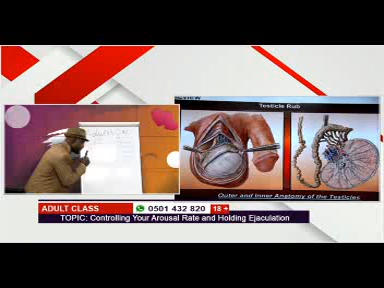 REVIEW
Testicle Rub
Outer and Inner Anatomy of the Testicles
ADULT CLASS 0501 432 820 18 +
TOPIC: Controlling Your Arousal Rate and Holding Ejaculation